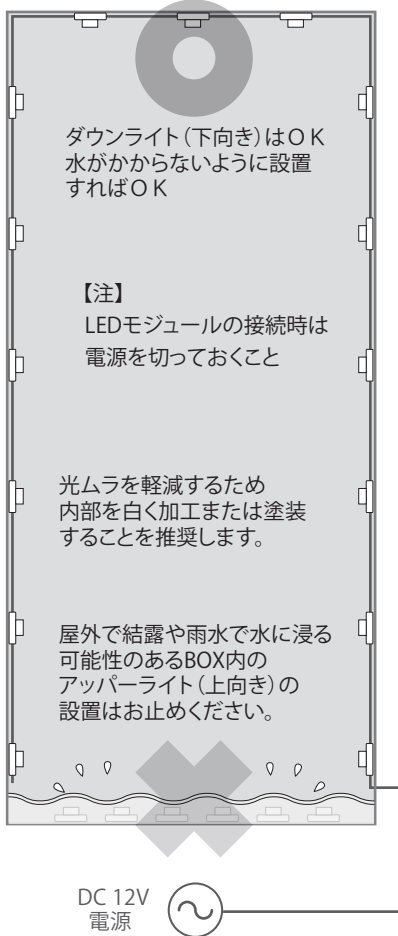 ダウンライト(下向き)はＯＫ
水がかからないように設置
すればＯＫ
【注】
LEDモジュールの接続時は
電源を切っておくこと
光ムラを軽減するため
内部を白く加工または塗装
することを推奨します。
屋外で結露や雨水で水に浸る
可能性のあるBOX内の
アッパーライト(上向き)の
設置はお止めください。
DC 12V
電源